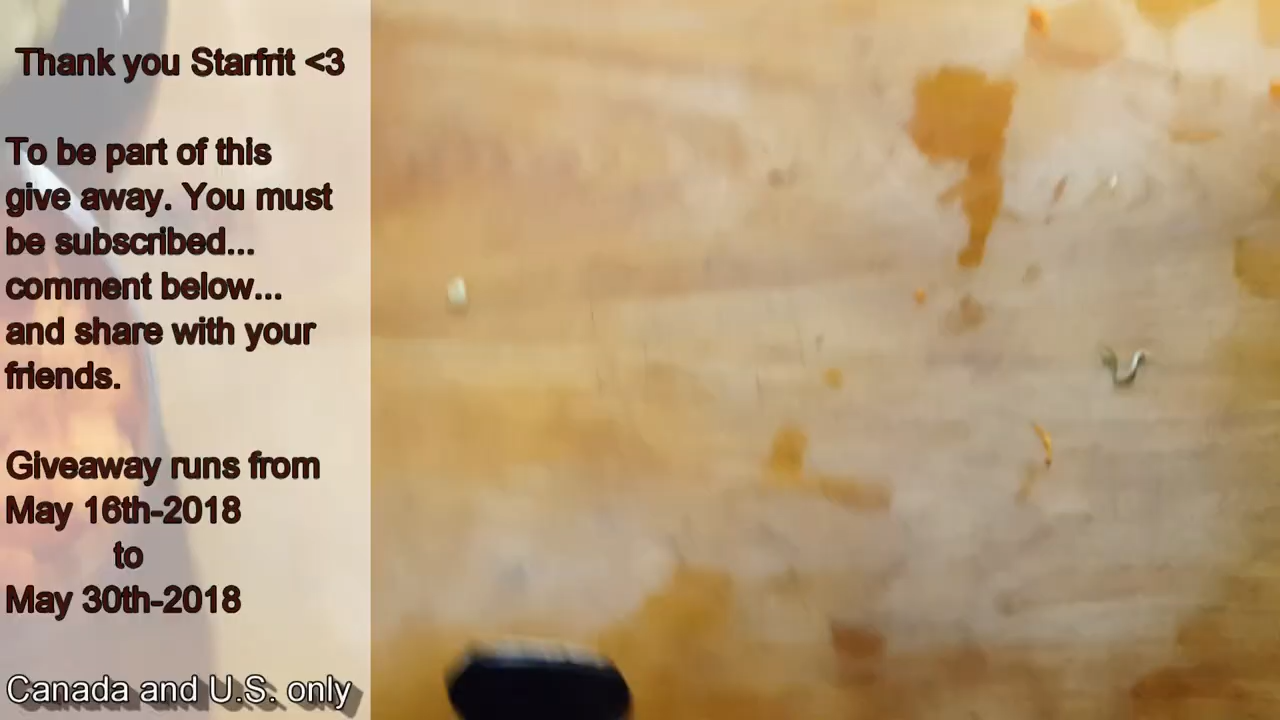 Thank you Starfrit <3
To be part of this
give away. You must
be subscribed...
comment below...
and share with your
friends.
Giveaway runs from
May 16th-2018
to
May 30th-2018
Canada and U.S. only